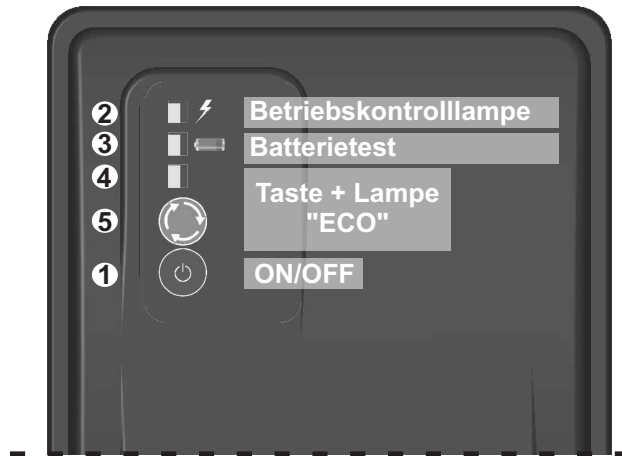 2 Betriebskontrolllampe
3 Batterietest
4 Taste + Lampe
5 "ECO"
1 ON/OFF